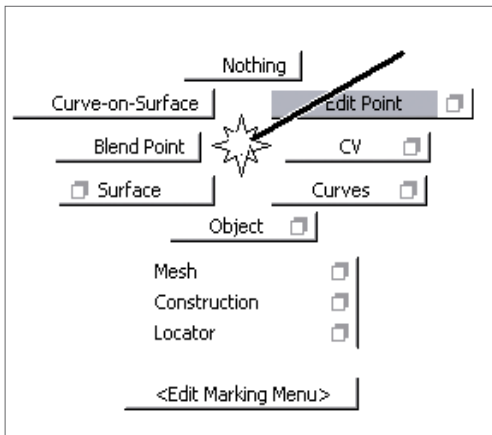 Nothing
Curve-on-Surface Edit Point
Blend Point CV
Surface Curves
Object
Mesh
Construction
Locator
<Edit Marking Menu>